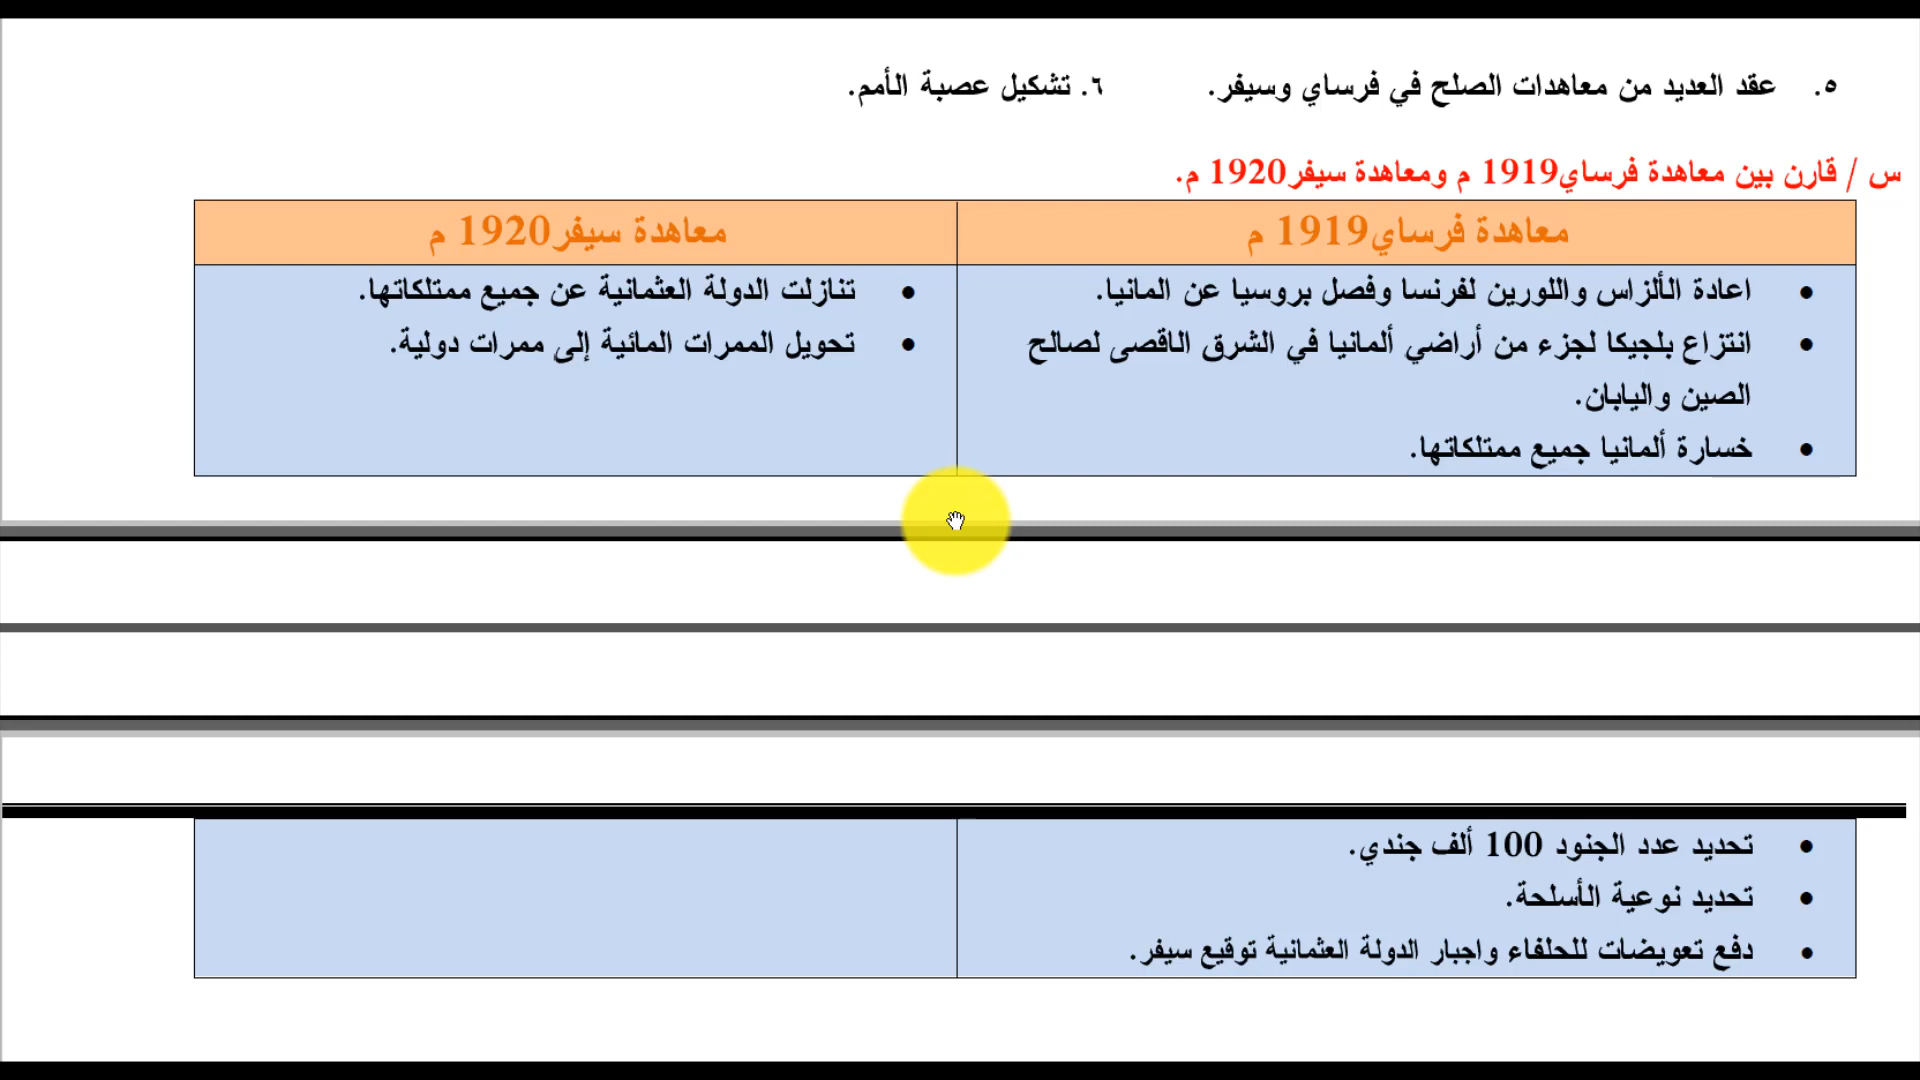 ٥. عقد العديد من معاهدات الصلح في فرساي وسيفر. ٦. تشكيل عصبة الأمم.
س / قارن بين معاهدة فرساي1919 م ومعاهدة سيفر1920 م.
معاهدة فرساي1919 م
معاهدة سيفر1920 م
• اعادة الألزاس واللورين لفرنسا وفصل بروسيا عن المانيا.
• انتزاع بلجيكا لجزء من أراضي ألمانيا في الشرق الاقصى لصالح
الصين واليابان.
• خسارة ألمانيا جميع ممتلكاتها.
• تنازلت الدولة العثمانية عن جميع ممتلكاتها.
• تحويل الممرات المائية إلى ممرات دولية.
• تحديد عدد الجنود 100 ألف جندي.
• تحديد نوعية الأسلحة.
• دفع تعويضات للحلفاء واجبار الدولة العثمانية توقيع سيفر.